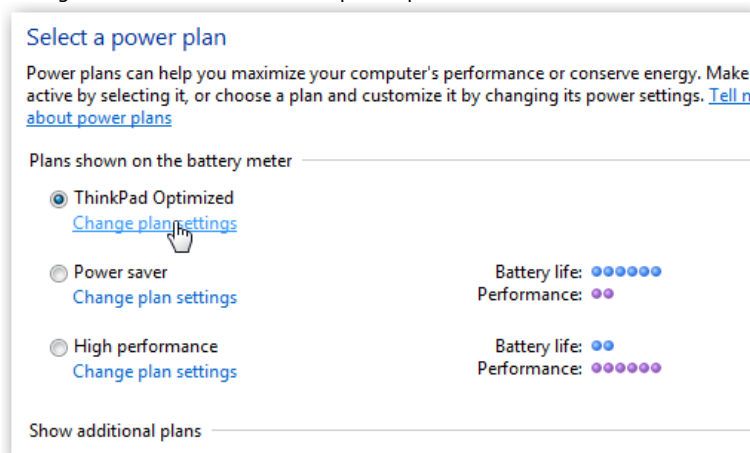 Select a power plan
Power plans can help you maximize your computer's performance or conserve energy. Make
active by selecting it, or choose a plan and customize it by changing its power settings. Tell
about power plans
Plans shown on the battery meter
ThinkPad Optimized
Change plan settings
Power saver Battery life:
Change plan settings Performance:
High performance Battery life:
Change plan settings Performance:
Show additional plans